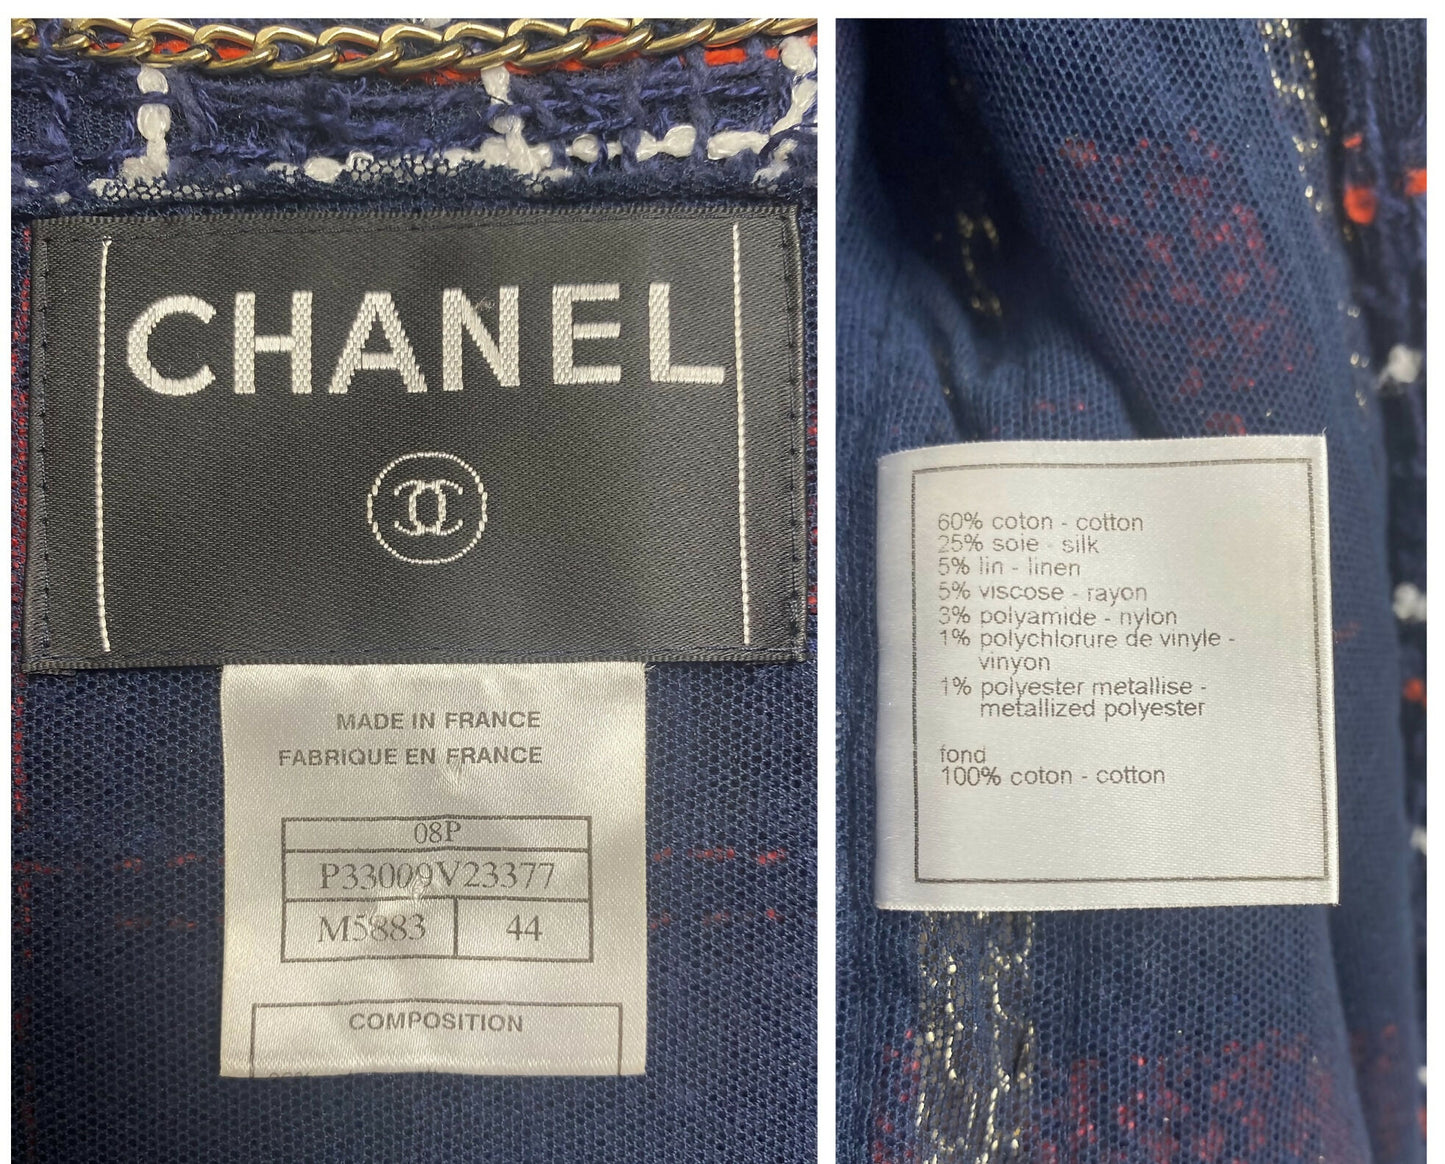 CHANEL
MADE IN FRANCE
FABRIQUE EN FRANCE
08P
P33009V23377
M5883 44
COMPOSITION
60% coton - cotton
25% soie - silk
5% lin - linen
5% viscose - rayon
3% polyamide - nylon
1% polychlorure de vinyle -
vinyon
1% polyester metallise -
metallized polyester
fond
100% coton - cotton